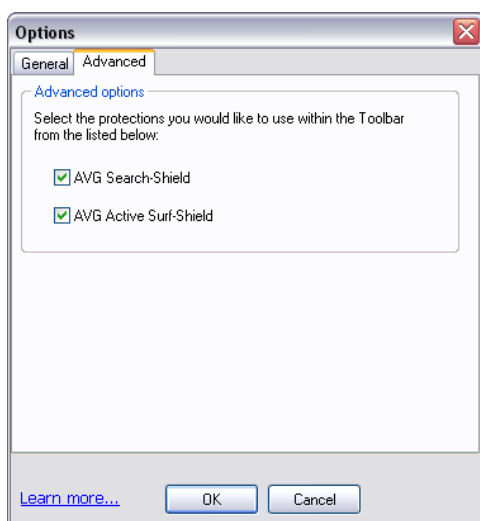 Options
General Advanced
Advanced options
Select the protections you would like to use within the Toolbar
from the listed below:
AVG Search-Shield
AVG Active Surf-Shield
Learn more... OK Cancel